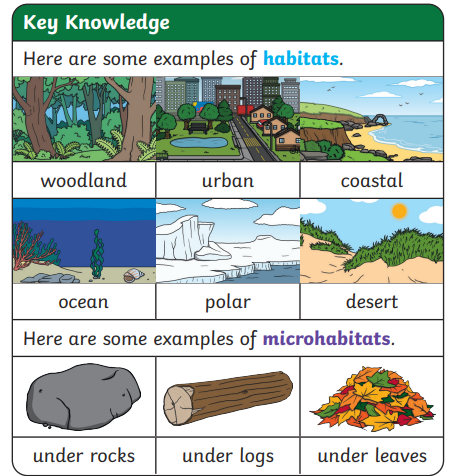 Key Knowledge
Here are some examples of habitats.
woodland
urban
coastal
ocean
polar
desert
Here are some examples of microhabitats.
under rocks
under logs
under leaves